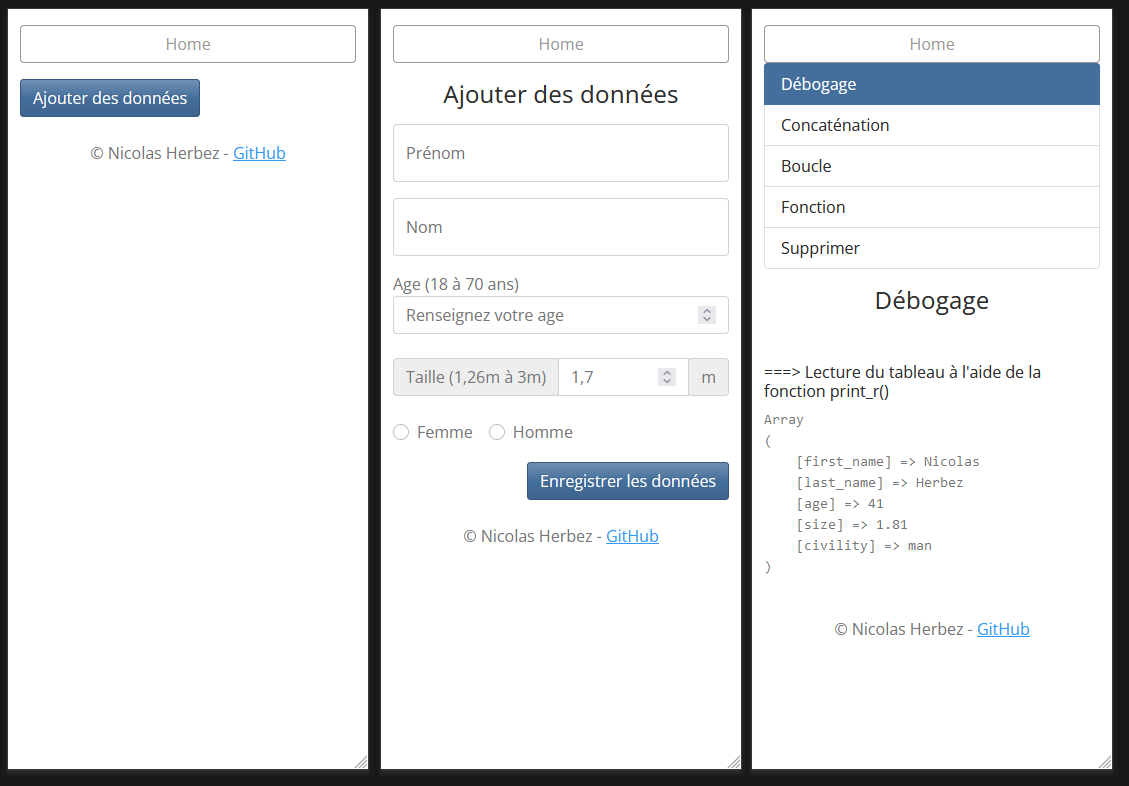 Home
Ajouter des données
© Nicolas Herbez - GitHub
Home
Ajouter des données
Prénom
Nom
Age (18 à 70 ans)
Renseignez votre age
Taille (1,26m à 3m) 1,7 m
Femme Homme
Enregistrer les données
© Nicolas Herbez - GitHub
Home
Débogage
Concaténation
Boucle
Fonction
Supprimer
Débogage
===> Lecture du tableau à l'aide de la
fonction print_r()
Array
(
[first_name] => Nicolas
[last_name] => Herbez
[age] => 41
[size] => 1.81
[civility] => man
)
© Nicolas Herbez - GitHub